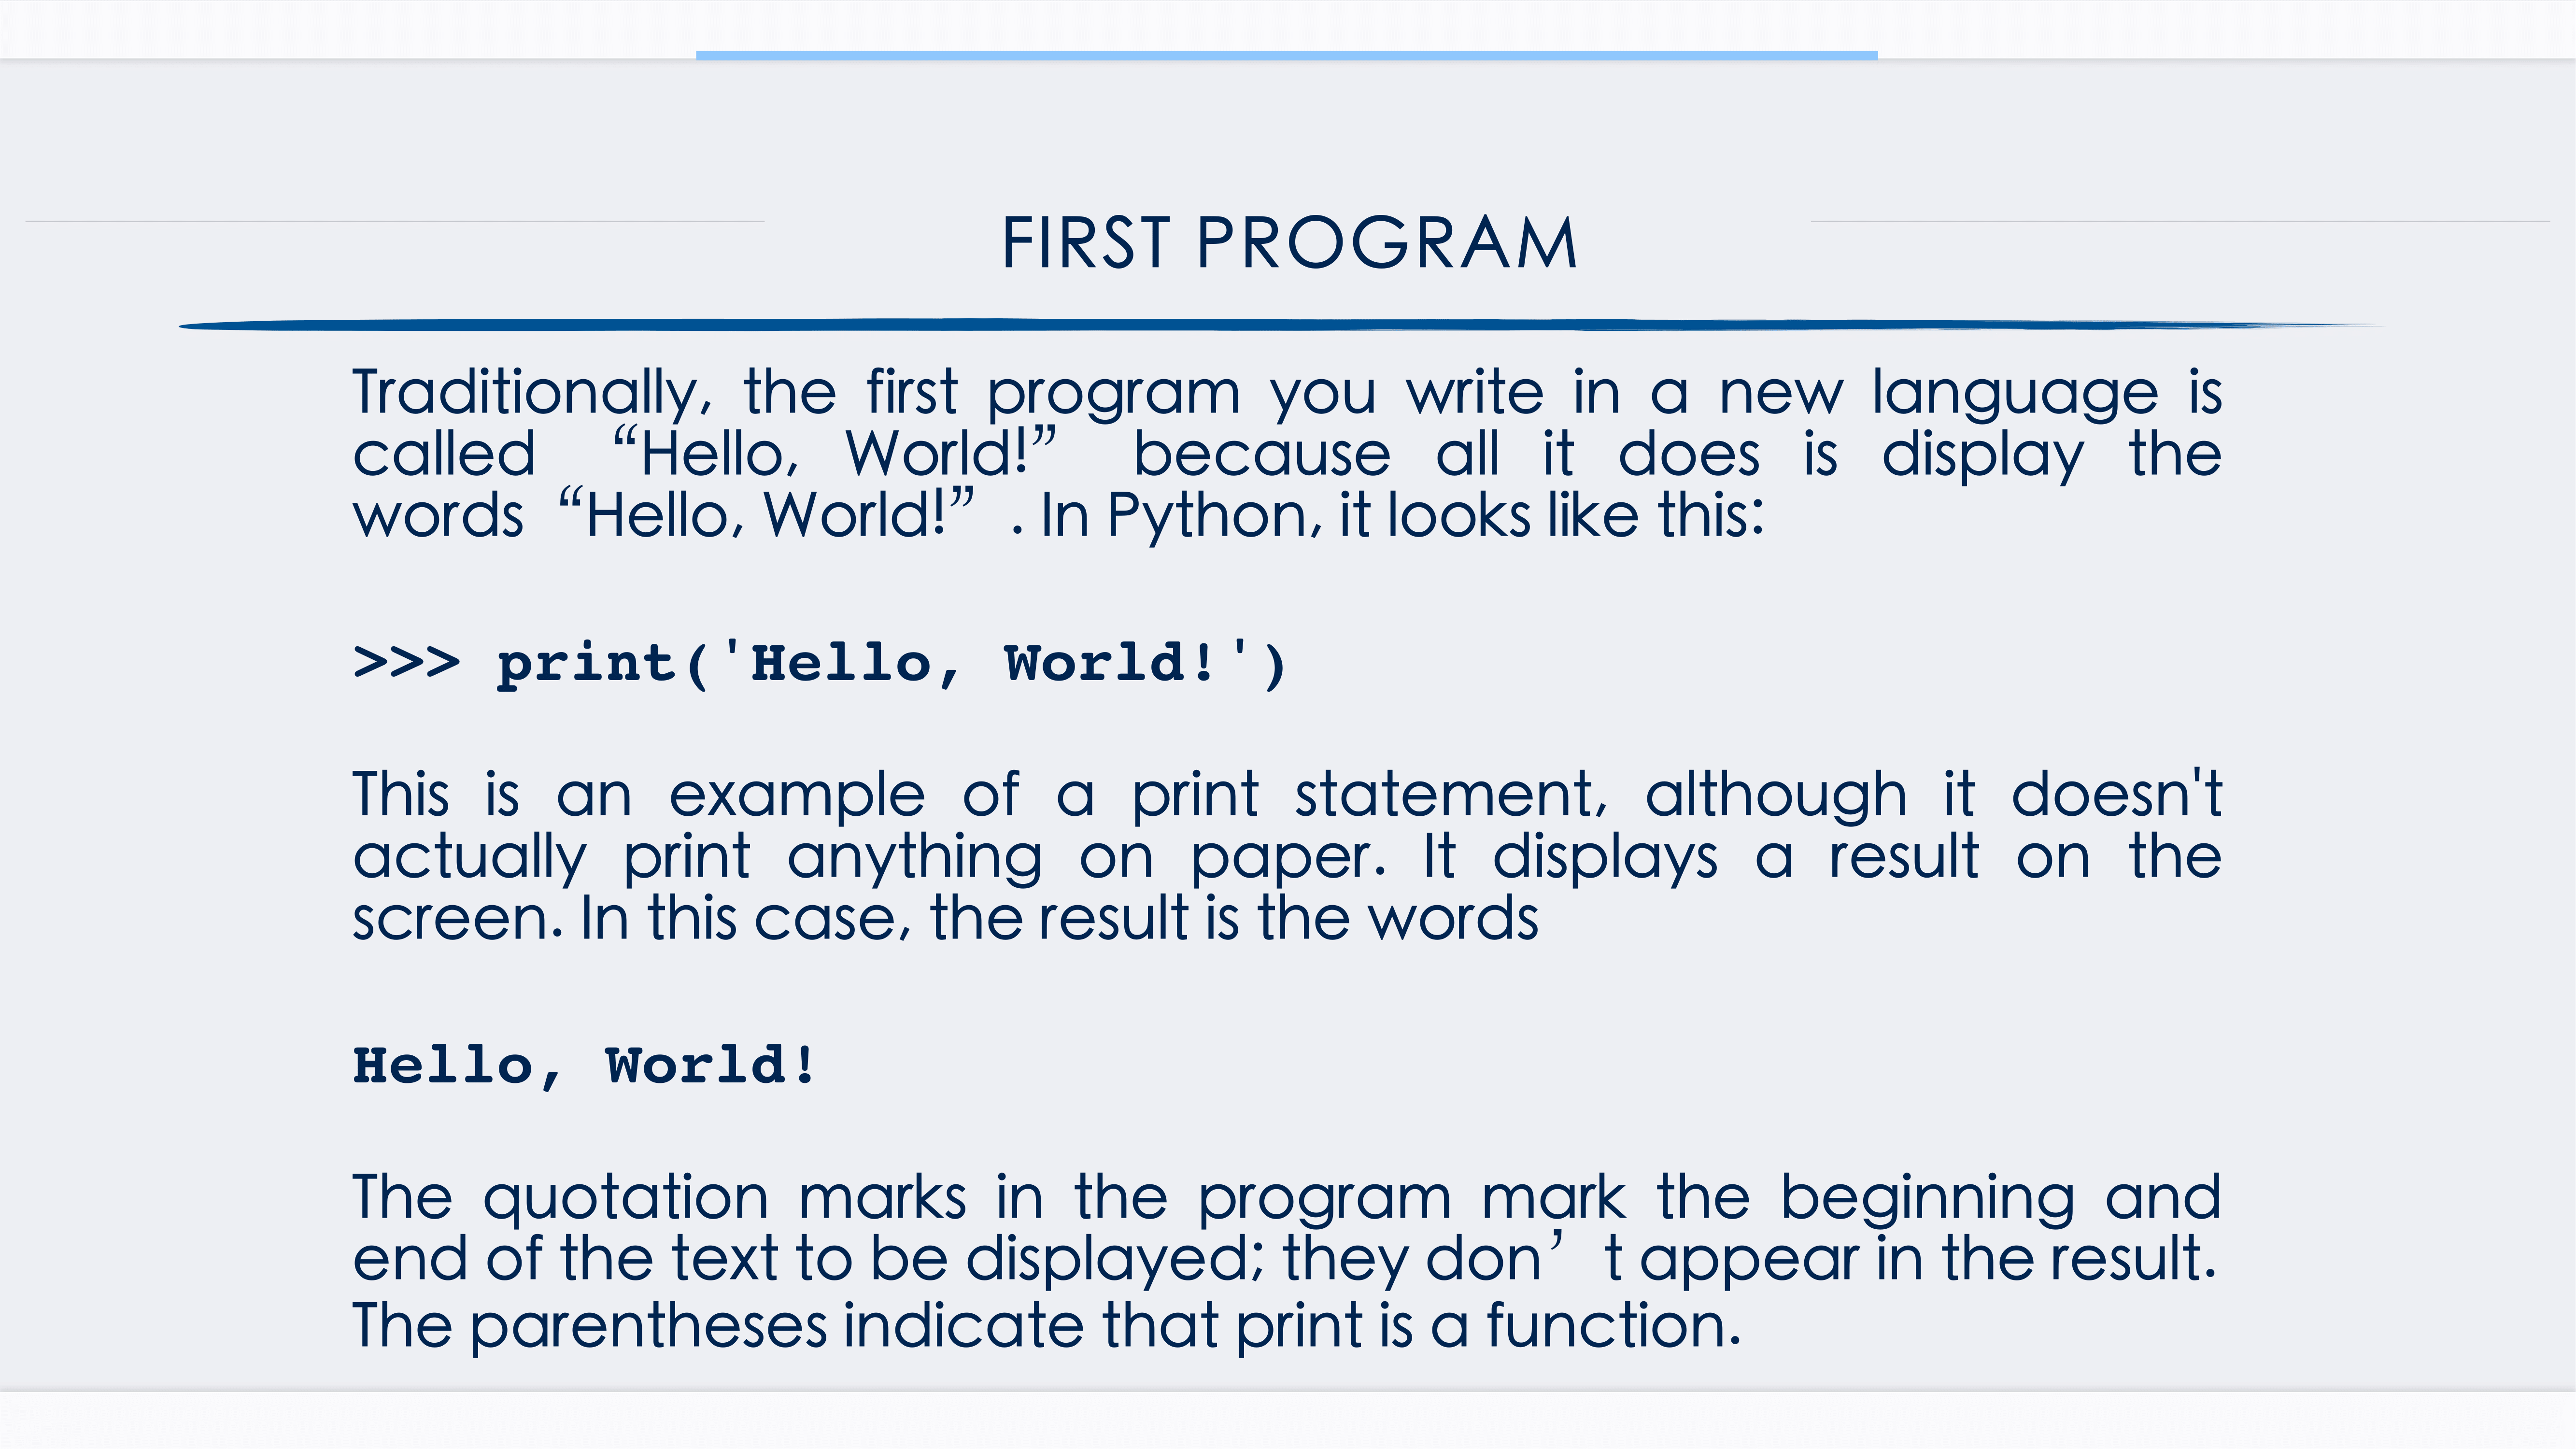 FIRST PROGRAM
Traditionally, the first program you write in a new language is
called “Hello, World!” because all it does is display the
words “Hello, World!” . In Python, it looks like this:
>>> print('Hello, World!')
This is an example of a print statement, although it doesn't
actually print anything on paper. It displays a result on the
screen. In this case, the result is the words
Hello, World!
The quotation marks in the program mark the beginning and
end of the text to be displayed; they don’ t appear in the result.
The parentheses indicate that print is a function.